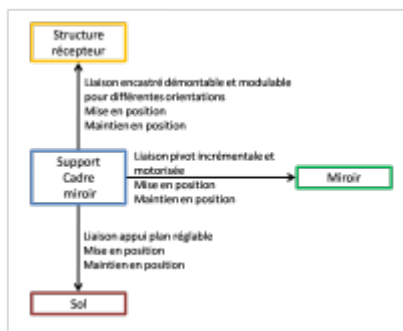 Structure
récepteur
Liaison encastré démontable et modulable
pour différentes orientations
Mise en position
Maintien en position
Support
Cadre
miroir
Liaison pivot incrémentale et
motorisée
Mise en position
Maintien en position
Miroir
Liaison appui plan réglable
Mise en position
Maintien en position
Sol